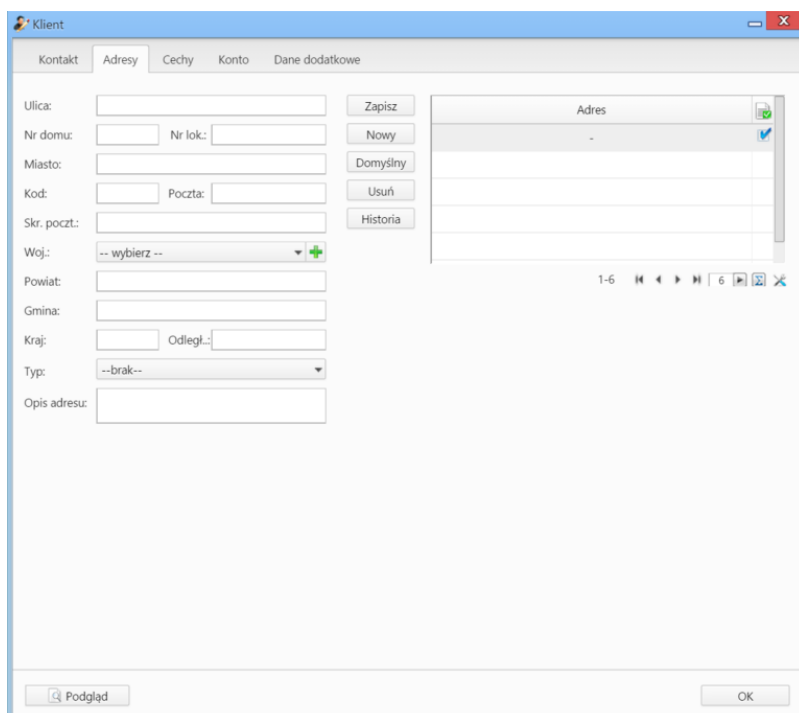 Klient
Kontakt Adresy Cechy Konto Dane dodatkowe
Ulica: Zapisz Adres
Nr domu: Nr lok.: Nowy -
Miasto: Domyślny
Kod: Poczta: Usuń
Skr. poczt.: Historia
Woj.: -- wybierz --
Powiat: 1-6 6
Gmina:
Kraj: Odległ..:
Typ: --brak--
Opis adresu:
Podgląd OK